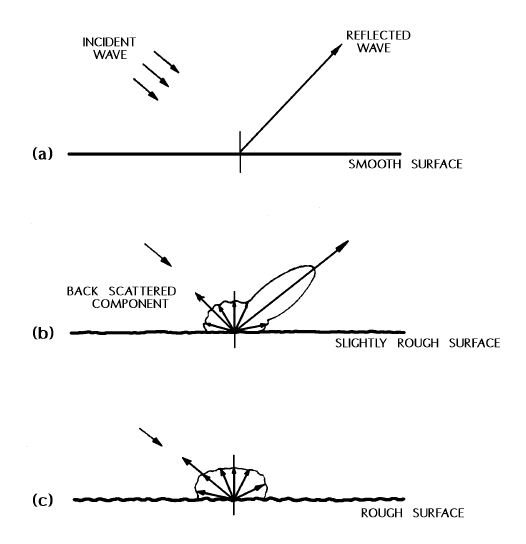 INCIDENT
WAVE
REFLECTED
WAVE
(a)
SMOOTH SURFACE
BACK SCATTERED
COMPONENT
(b)
SLIGHTLY ROUGH SURFACE
(c)
ROUGH SURFACE